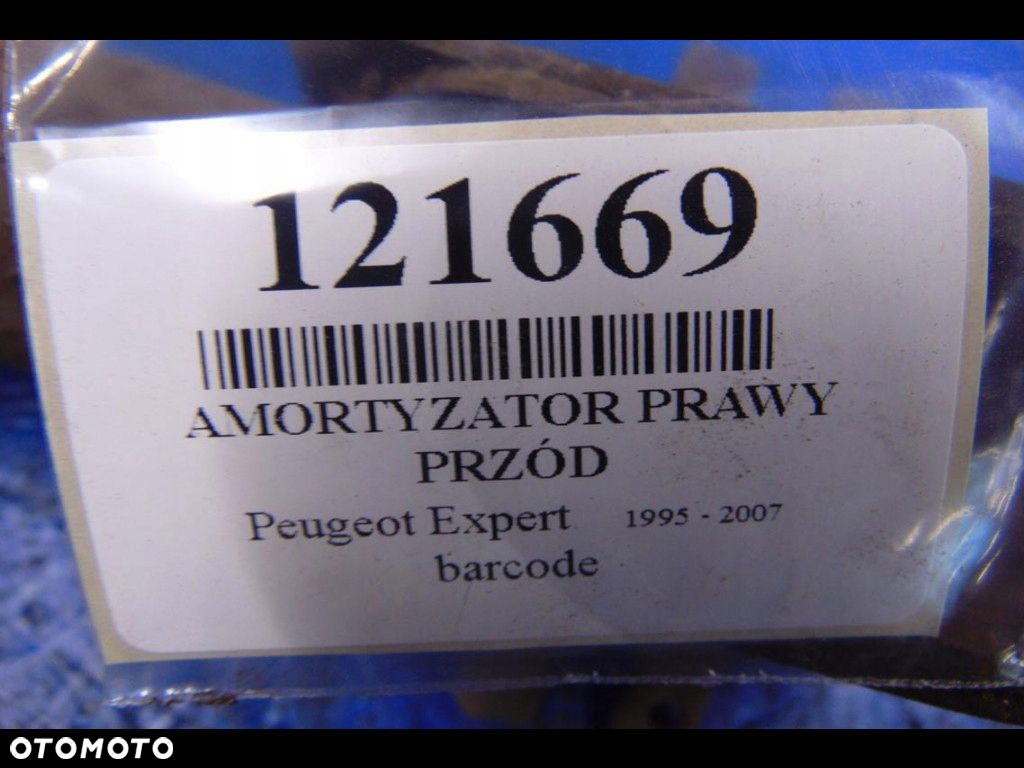 121669
AMORTYZATOR PRAWY
PRZÓD
Peugeot Expert 1995 - 2007
barcode
OTOMOTO